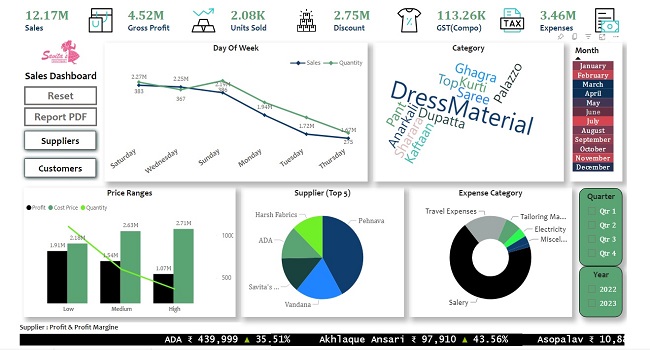 12.17M
Sales
4.52M
Gross Profit
2.08K
Units Sold
2.75M
Discount
113.26K
GST(Compo)
TAX
3.46M
Expenses
Savita's
Sales Dashboard
Reset
Report PDF
Suppliers
Customers
Day Of Week
Sales Quantity
2.27M
383
2.25M
367
386
1.94M
1.72M
1.67M
275
Saturday
Wednesday
Sunday
Monday
Tuesday
Thursday
Category
Ghagra
Palazzo
Top Kurti
Saree
DressMaterial
Pant
Dupatta
Anarkali
Sharara
Kaftaan
Month
January
February
March
April
May
June
July
August
September
October
November
December
Price Ranges
Profit Cost Price Quantity
1.91M
2.16M
1.54M
2.63M
1.07M
2.71M
500
Low Medium High
Supplier (Top 5)
Harsh Fabrics
Pehnava
ADA
Savita's ...
Vandana
Expense Category
Travel Expenses
Tailoring Ma...
Electricity
Miscel...
Salery
Quarter
Qtr 1
Qtr 2
Qtr 3
Qtr 4
Year
2022
2023
Supplier : Profit & Profit Margine
ADA ₹ 439,999 ▲ 35.51% Akhlaque Ansari ₹ 97,910 ▲ 43.56% Asopalav ₹ 10,88